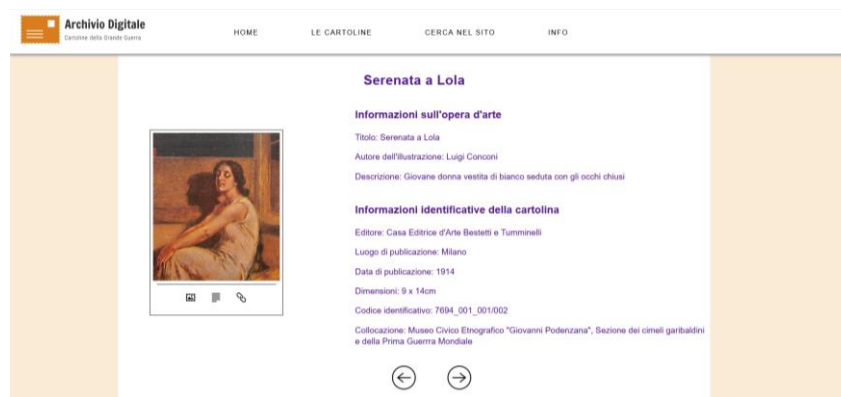 Archivio Digitale
Cartoline della Grande Guerra
HOME
LE CARTOLINE
CERCA NEL SITO
INFO
Serenata a Lola
Informazioni sull'opera d'arte
Titolo: Serenata a Lola
Autore dell'illustrazione: Luigi Conconi
Descrizione: Giovane donna vestita di bianco seduta con gli occhi chiusi
Informazioni identificative della cartolina
Editore: Casa Editrice d'Arte Bestetti e Tumminelli
Luogo di publicazione: Milano
Data di publicazione: 1914
Dimensioni: 9 x 14cm
Codice identificativo: 7694_001_001/002
Collocazione: Museo Civico Etnografico "Giovanni Podenzana", Sezione dei cimeli garibaldini
e della Prima Guerrra Mondiale